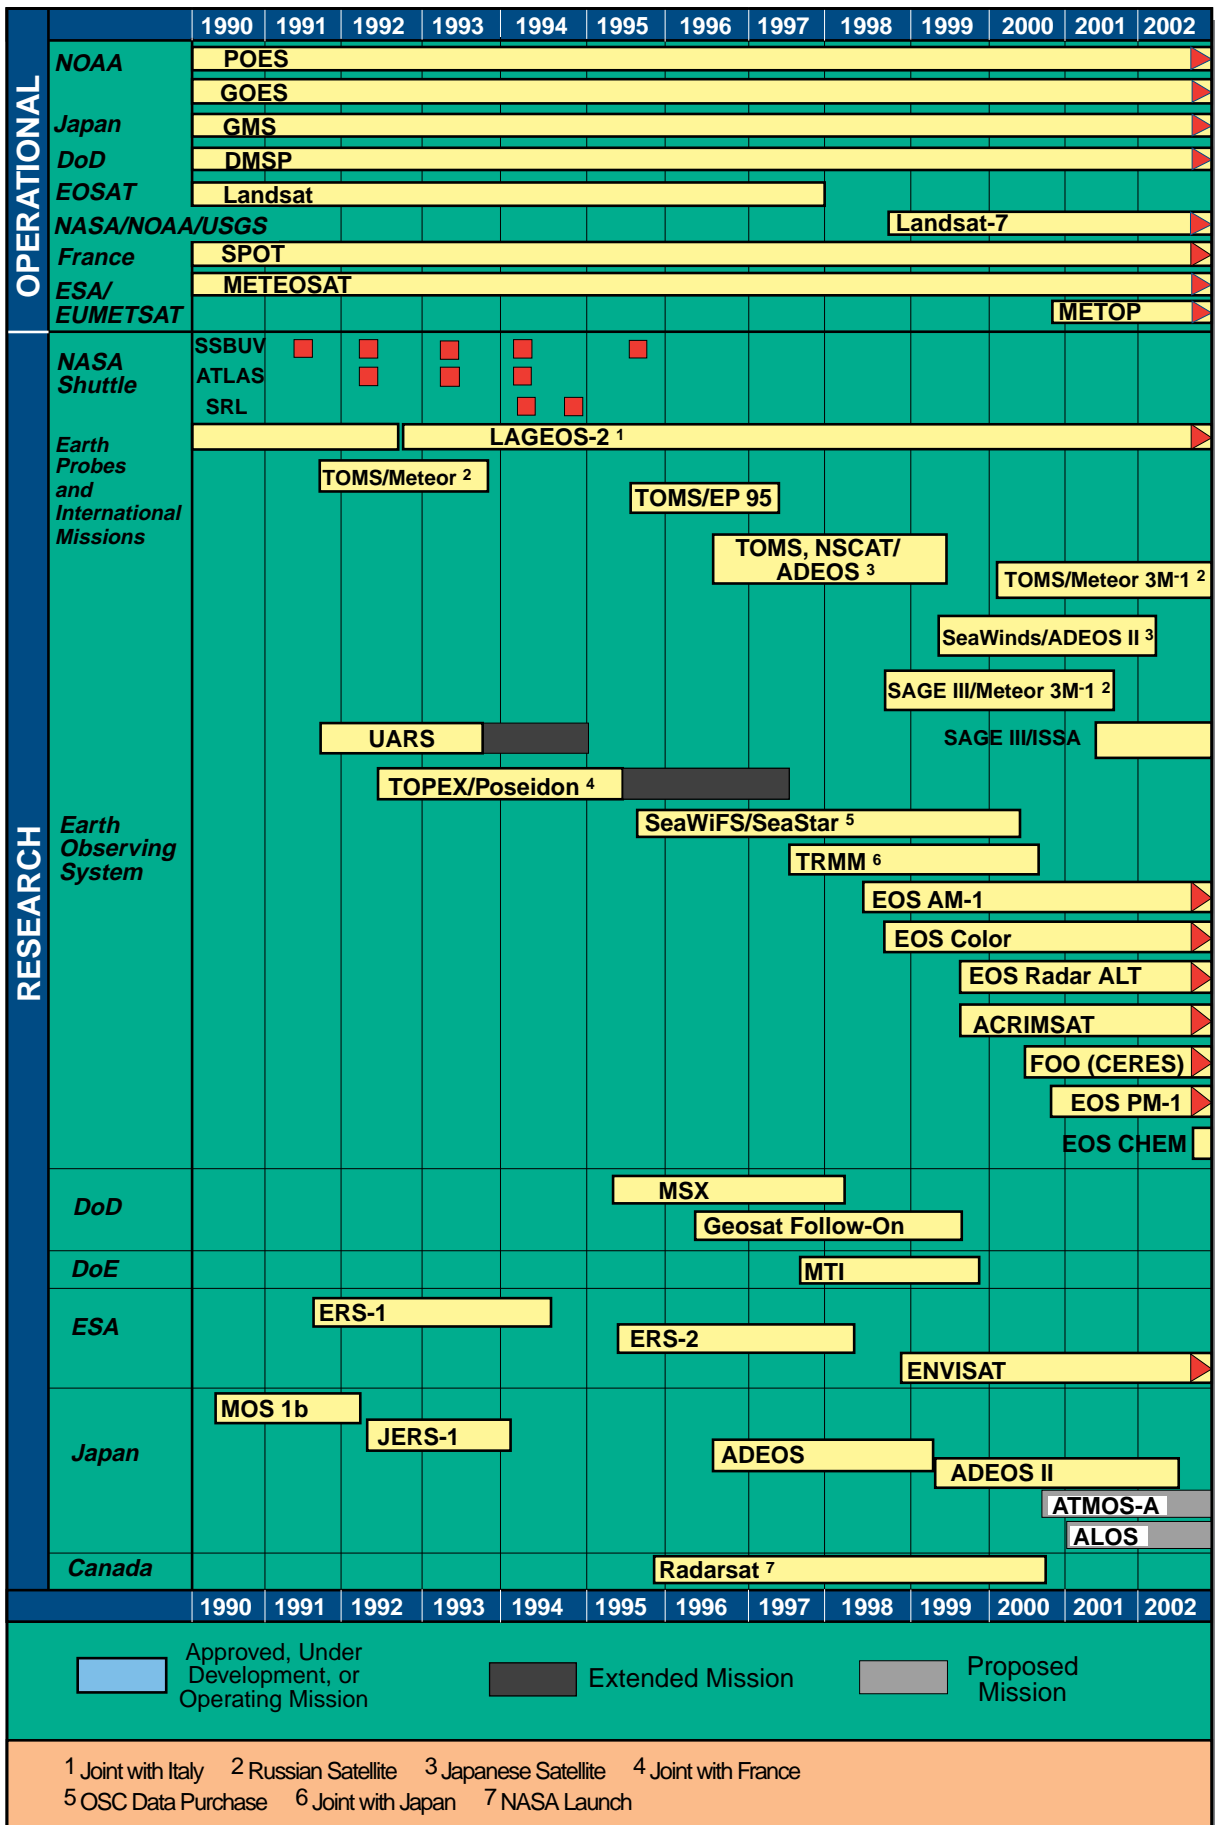 1990 1991 1992 1993 1994 1995 1996 1997 1998 1999 2000 2001 2002
OPERATIONAL
NOAA
POES
GOES
Japan
GMS
DoD
DMSP
EOSAT
Landsat
NASA/NOAA/USGS
Landsat-7
France
SPOT
ESA/
EUMETSAT
METEOSAT
METOP
RESEARCH
NASA
Shuttle
SSBUV
ATLAS
SRL
Earth
Probes
and
International
Missions
LAGEOS-2 1
TOMS/Meteor 2
TOMS/EP 95
TOMS, NSCAT/
ADEOS 3
TOMS/Meteor 3M-1 2
SeaWinds/ADEOS II 3
SAGE III/Meteor 3M-1 2
SAGE III/ISSA
Earth
Observing
System
UARS
TOPEX/Poseidon 4
SeaWiFS/SeaStar 5
TRMM 6
EOS AM-1
EOS Color
EOS Radar ALT
ACRIMSAT
FOO (CERES)
EOS PM-1
EOS CHEM
DoD
MSX
Geosat Follow-On
DoE
MTI
ESA
ERS-1
ERS-2
ENVISAT
Japan
MOS 1b
JERS-1
ADEOS
ADEOS II
ATMOS-A
ALOS
Canada
Radarsat 7
1990 1991 1992 1993 1994 1995 1996 1997 1998 1999 2000 2001 2002
Approved, Under
Development, or
Operating Mission
Extended Mission
Proposed
Mission
1 Joint with Italy 2 Russian Satellite 3 Japanese Satellite 4 Joint with France
5 OSC Data Purchase 6 Joint with Japan 7 NASA Launch